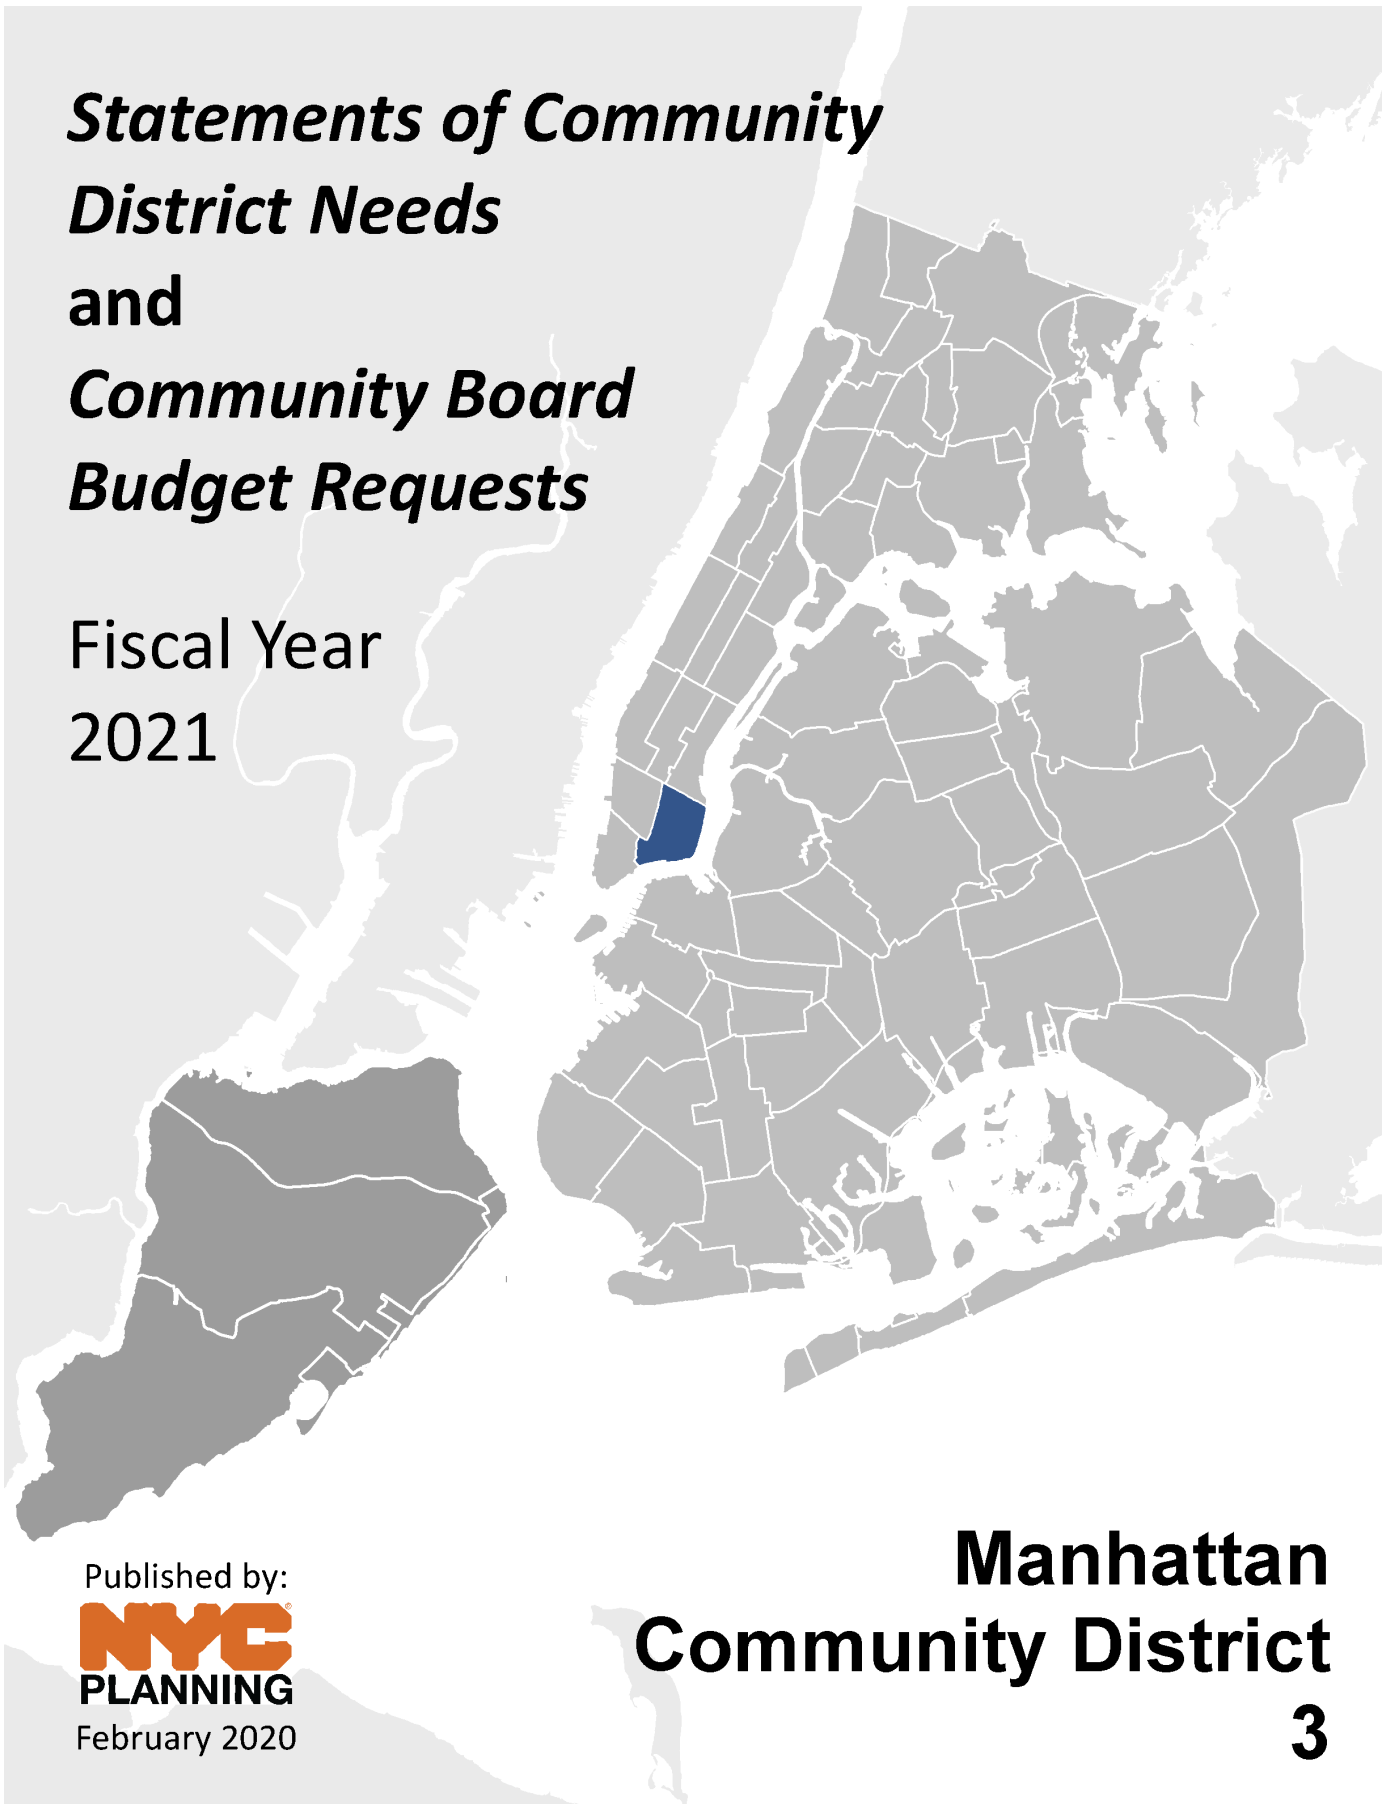 Statements of Community
District Needs
and
Community Board
Budget Requests
Fiscal Year
2021
Published by:
NYC®
PLANNING
February 2020
Manhattan
Community District
3